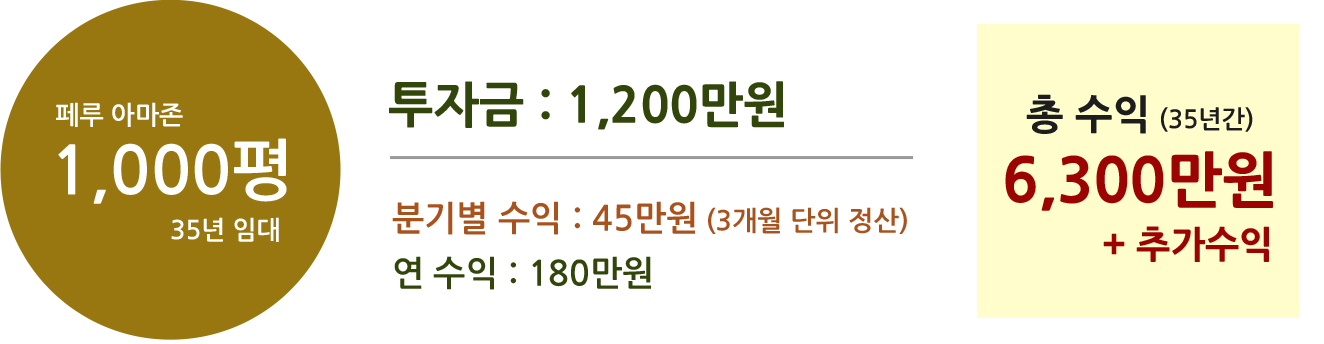 페루 아마존
1,000평
35년 임대
투자금 : 1,200만원
분기별 수익 : 45만원 (3개월 단위 정산)
연 수익 : 180만원
총 수익 (35년간)
6,300만원
+ 추가수익